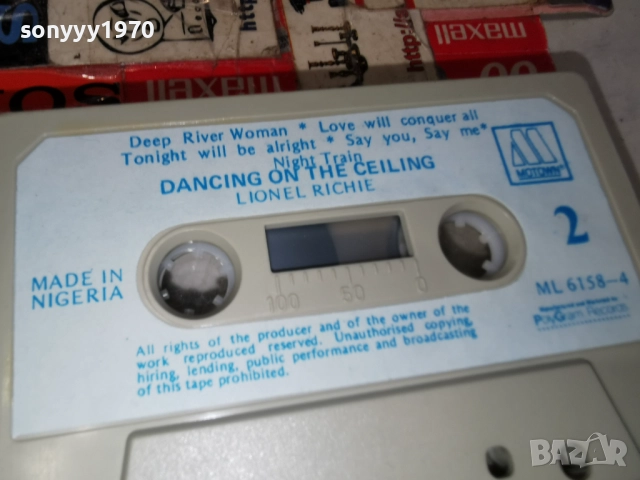 sonyyy1970
maxell
maxell
Deep River Woman * Love will conquer all
Tonight will be alright * Say you, Say me*
Night Train
DANCING ON THE CEILING
LIONEL RICHIE
MOTOWN
2
MADE IN
NIGERIA
100 50 0
ML 6158-4
PolyGram Records
All rights of the producer and of the owner of the
work reproduced reserved. Unauthorised copying,
hiring, lending, public performance and broadcasting
of this tape prohibited.
BAZAR